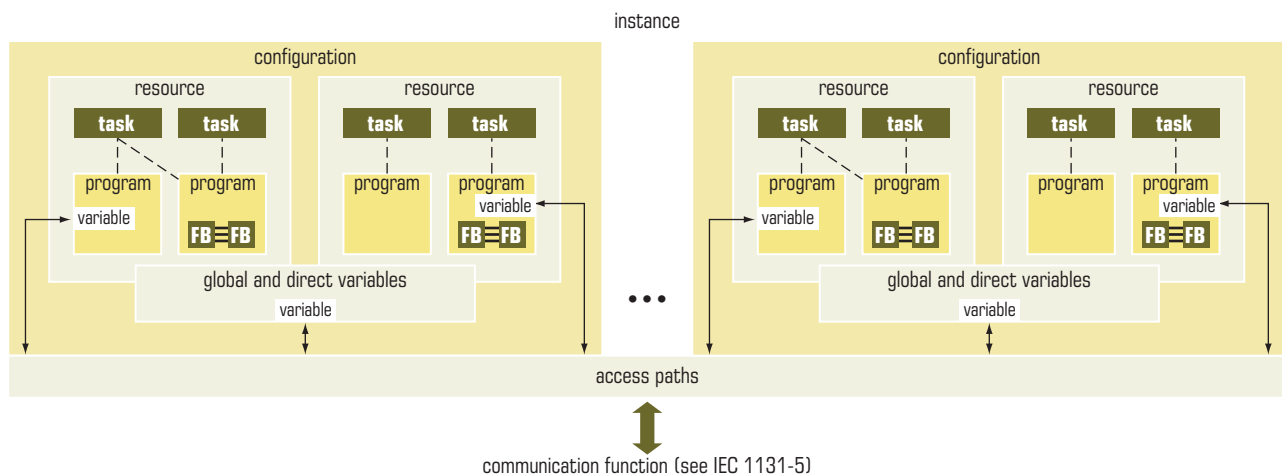 instance
configuration configuration
resource resource resource resource
task task task task task task task task
program program program program program program program program
variable variable variable variable
FB FB FB FB FB FB FB FB
global and direct variables global and direct variables
variable variable
access paths
communication function (see IEC 1131-5)